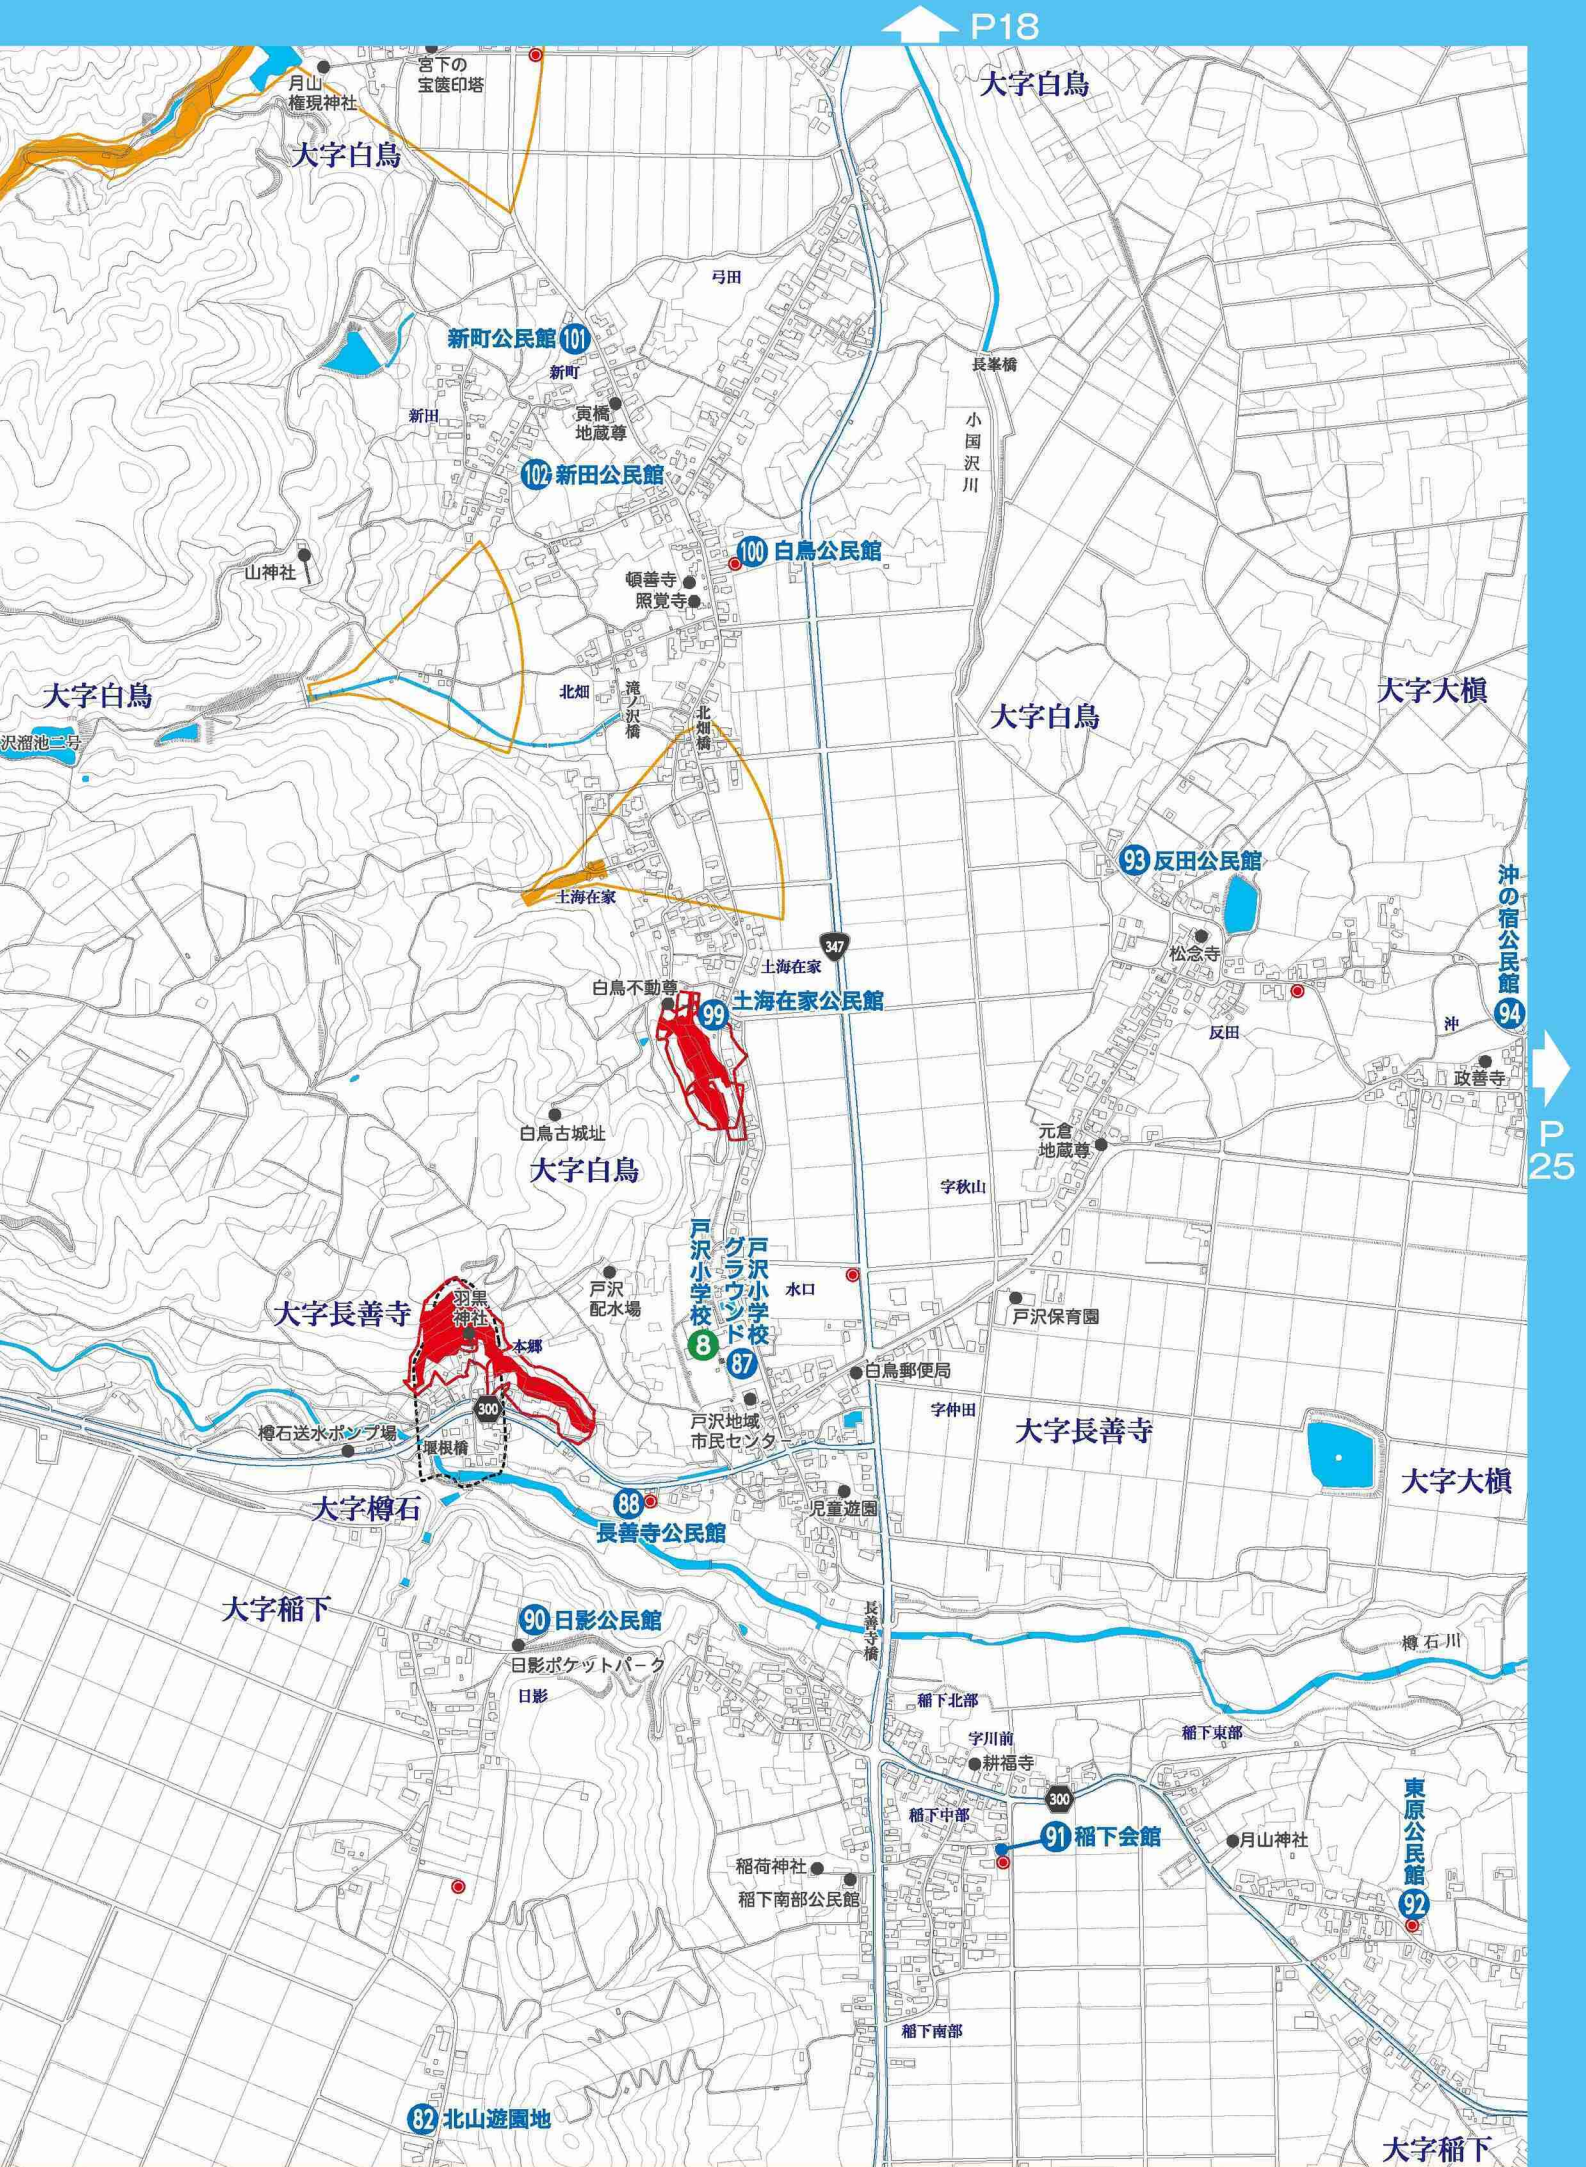 P18
宮下の
宝篋印塔
月山
権現神社
大字白鳥
大字白鳥
弓田
新町公民館 101
新町
長峯橋
新田
寅橋
地蔵尊
小国沢川
102 新田公民館
100 白鳥公民館
山神社
頓善寺
照覚寺
大字白鳥
北畑
滝ノ沢橋
北畑橋
大字白鳥
大字大槇
沢溜池二号
93 反田公民館
土海在家
沖の宿公民館 94
347
松念寺
土海在家
白鳥不動尊
99 土海在家公民館
反田
沖
政善寺
白鳥古城址
元倉
地蔵尊
P
25
大字白鳥
字秋山
戸沢小学校 8
戸沢小学校
グラウンド 87
水口
戸沢
配水場
羽黒
神社
大字長善寺
戸沢保育園
本郷
白鳥郵便局
300
字仲田
戸沢地域
市民センター
大字長善寺
樽石送水ポンプ場
堰根橋
大字大槇
大字樽石
88
長善寺公民館
児童遊園
大字稲下
90 日影公民館
長善寺橋
樽石川
日影ポケットパーク
日影
稲下北部
字川前
稲下東部
耕福寺
300
稲下中部
東原公民館 92
91 稲下会館
月山神社
稲荷神社
稲下南部公民館
稲下南部
82 北山遊園地
大字稲下